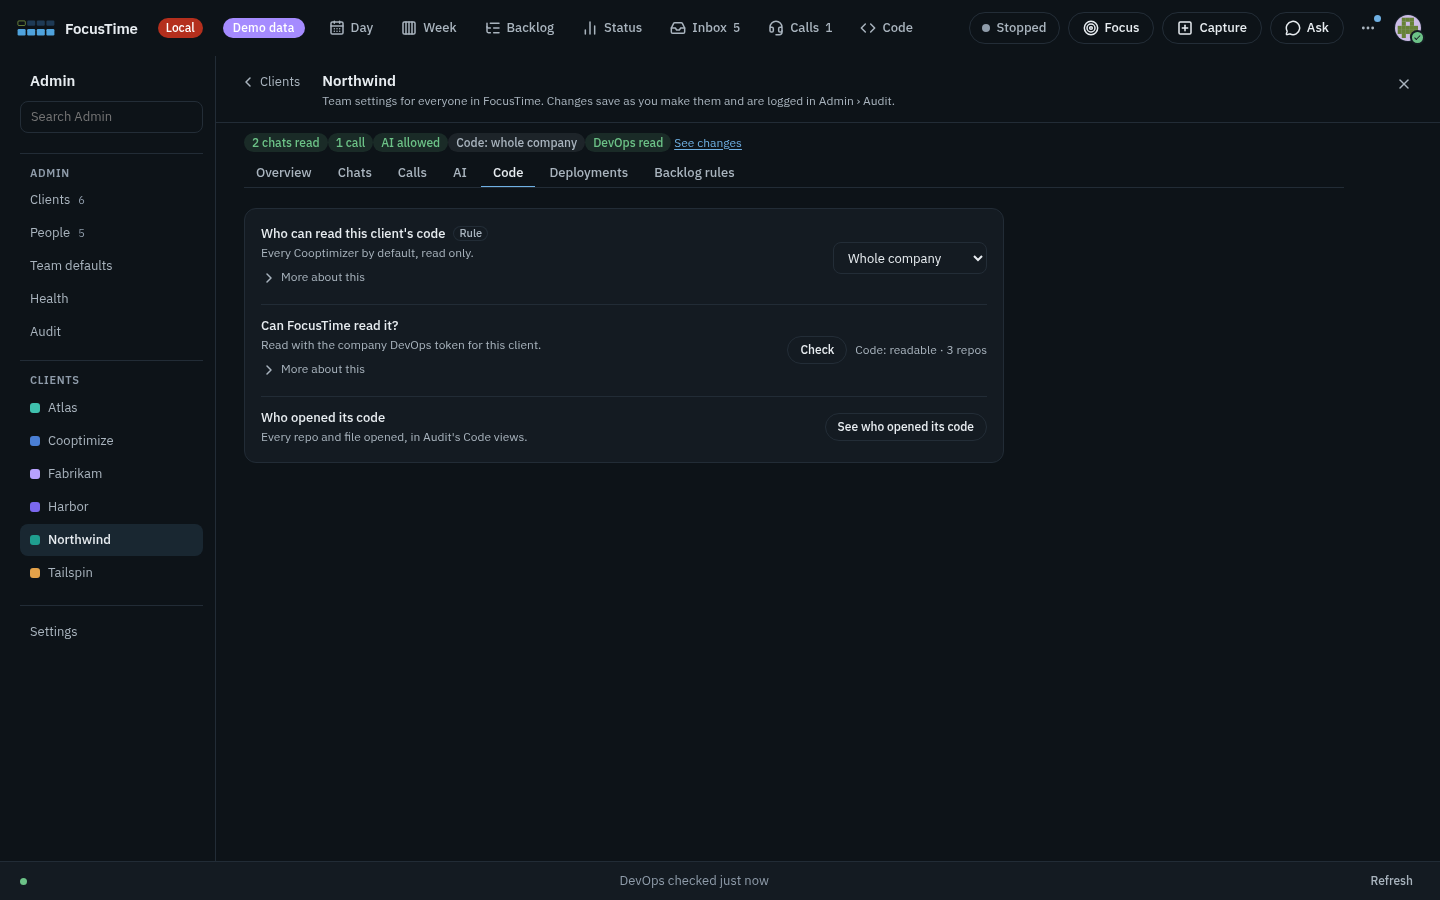 FocusTime
Local
Demo data
Day
Week
Backlog
Status
Inbox 5
Calls 1
Code
Stopped
Focus
Capture
Ask
Admin
Search Admin
ADMIN
Clients 6
People 5
Team defaults
Health
Audit
CLIENTS
Atlas
Cooptimize
Fabrikam
Harbor
Northwind
Tailspin
Settings
Clients
Northwind
Team settings for everyone in FocusTime. Changes save as you make them and are logged in Admin › Audit.
2 chats read
1 call
AI allowed
Code: whole company
DevOps read
See changes
Overview
Chats
Calls
AI
Code
Deployments
Backlog rules
Who can read this client's code
Rule
Every Cooptimizer by default, read only.
More about this
Whole company
Can FocusTime read it?
Read with the company DevOps token for this client.
More about this
Check
Code: readable · 3 repos
Who opened its code
Every repo and file opened, in Audit's Code views.
See who opened its code
DevOps checked just now
Refresh